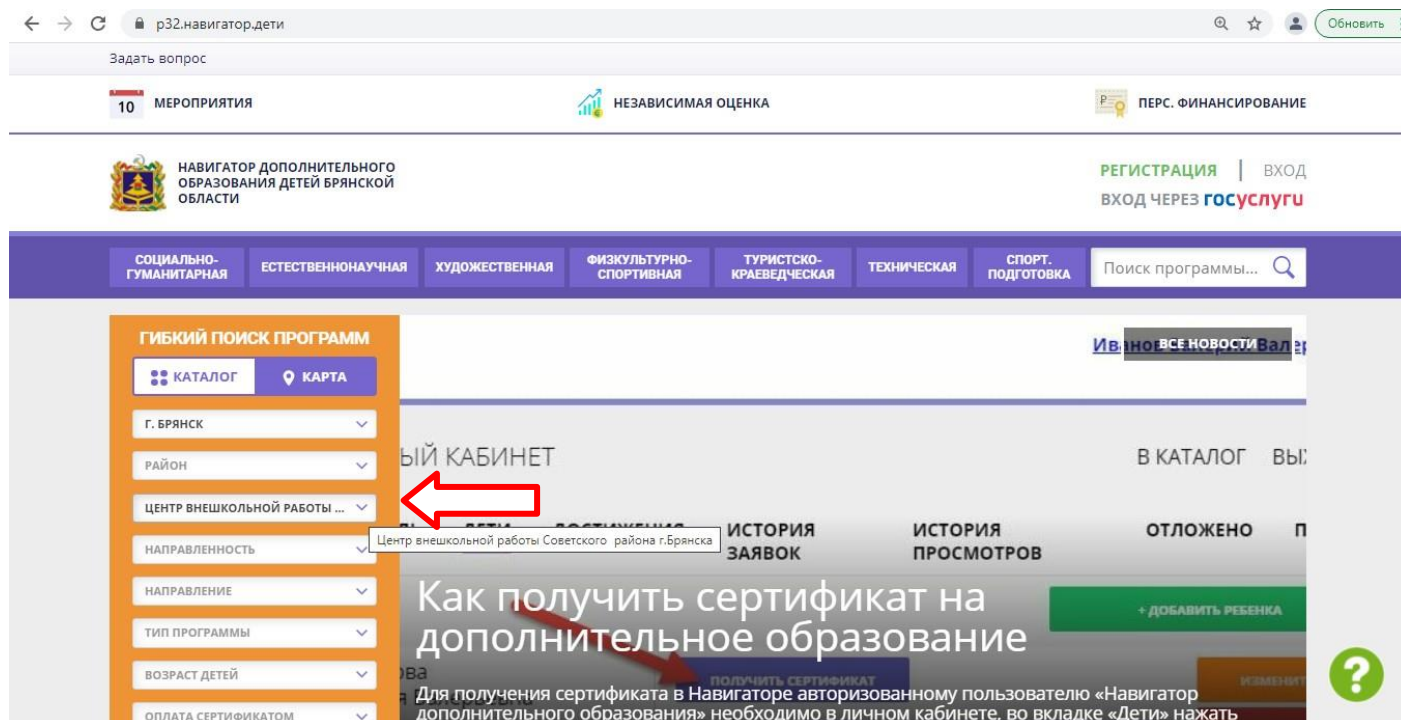 р32.навигатор.дети
Обновить
Задать вопрос
10 МЕРОПРИЯТИЯ
НЕЗАВИСИМАЯ ОЦЕНКА
ПЕРС. ФИНАНСИРОВАНИЕ
НАВИГАТОР ДОПОЛНИТЕЛЬНОГО
ОБРАЗОВАНИЯ ДЕТЕЙ БРЯНСКОЙ
ОБЛАСТИ
РЕГИСТРАЦИЯ | ВХОД
ВХОД ЧЕРЕЗ госуслуги
СОЦИАЛЬНО-
ГУМАНИТАРНАЯ
ЕСТЕСТВЕННОНАУЧНАЯ
ХУДОЖЕСТВЕННАЯ
ФИЗКУЛЬТУРНО-
СПОРТИВНАЯ
ТУРИСТСКО-
КРАЕВЕДЧЕСКАЯ
ТЕХНИЧЕСКАЯ
СПОРТ.
ПОДГОТОВКА
Поиск программы...
ГИБКИЙ ПОИСК ПРОГРАММ
КАТАЛОГ
КАРТА
Г. БРЯНСК
РАЙОН
ЦЕНТР ВНЕШКОЛЬНОЙ РАБОТЫ ...
Центр внешкольной работы Советского района г.Брянска
НАПРАВЛЕННОСТЬ
НАПРАВЛЕНИЕ
ТИП ПРОГРАММЫ
ВОЗРАСТ ДЕТЕЙ
ОПЛАТА СЕРТИФИКАТОМ
ВСЕ НОВОСТИ
ЫЙ КАБИНЕТ
В КАТАЛОГ
ИСТОРИЯ
ЗАЯВОК
ИСТОРИЯ
ПРОСМОТРОВ
ОТЛОЖЕНО
+ ДОБАВИТЬ РЕБЕНКА
Как получить сертификат на
дополнительное образование
ПОЛУЧИТЬ СЕРТИФИКАТ
Для получения сертификата в Навигаторе авторизованному пользователю «Навигатор
дополнительного образования» необходимо в личном кабинете, во вкладке «Дети» нажать